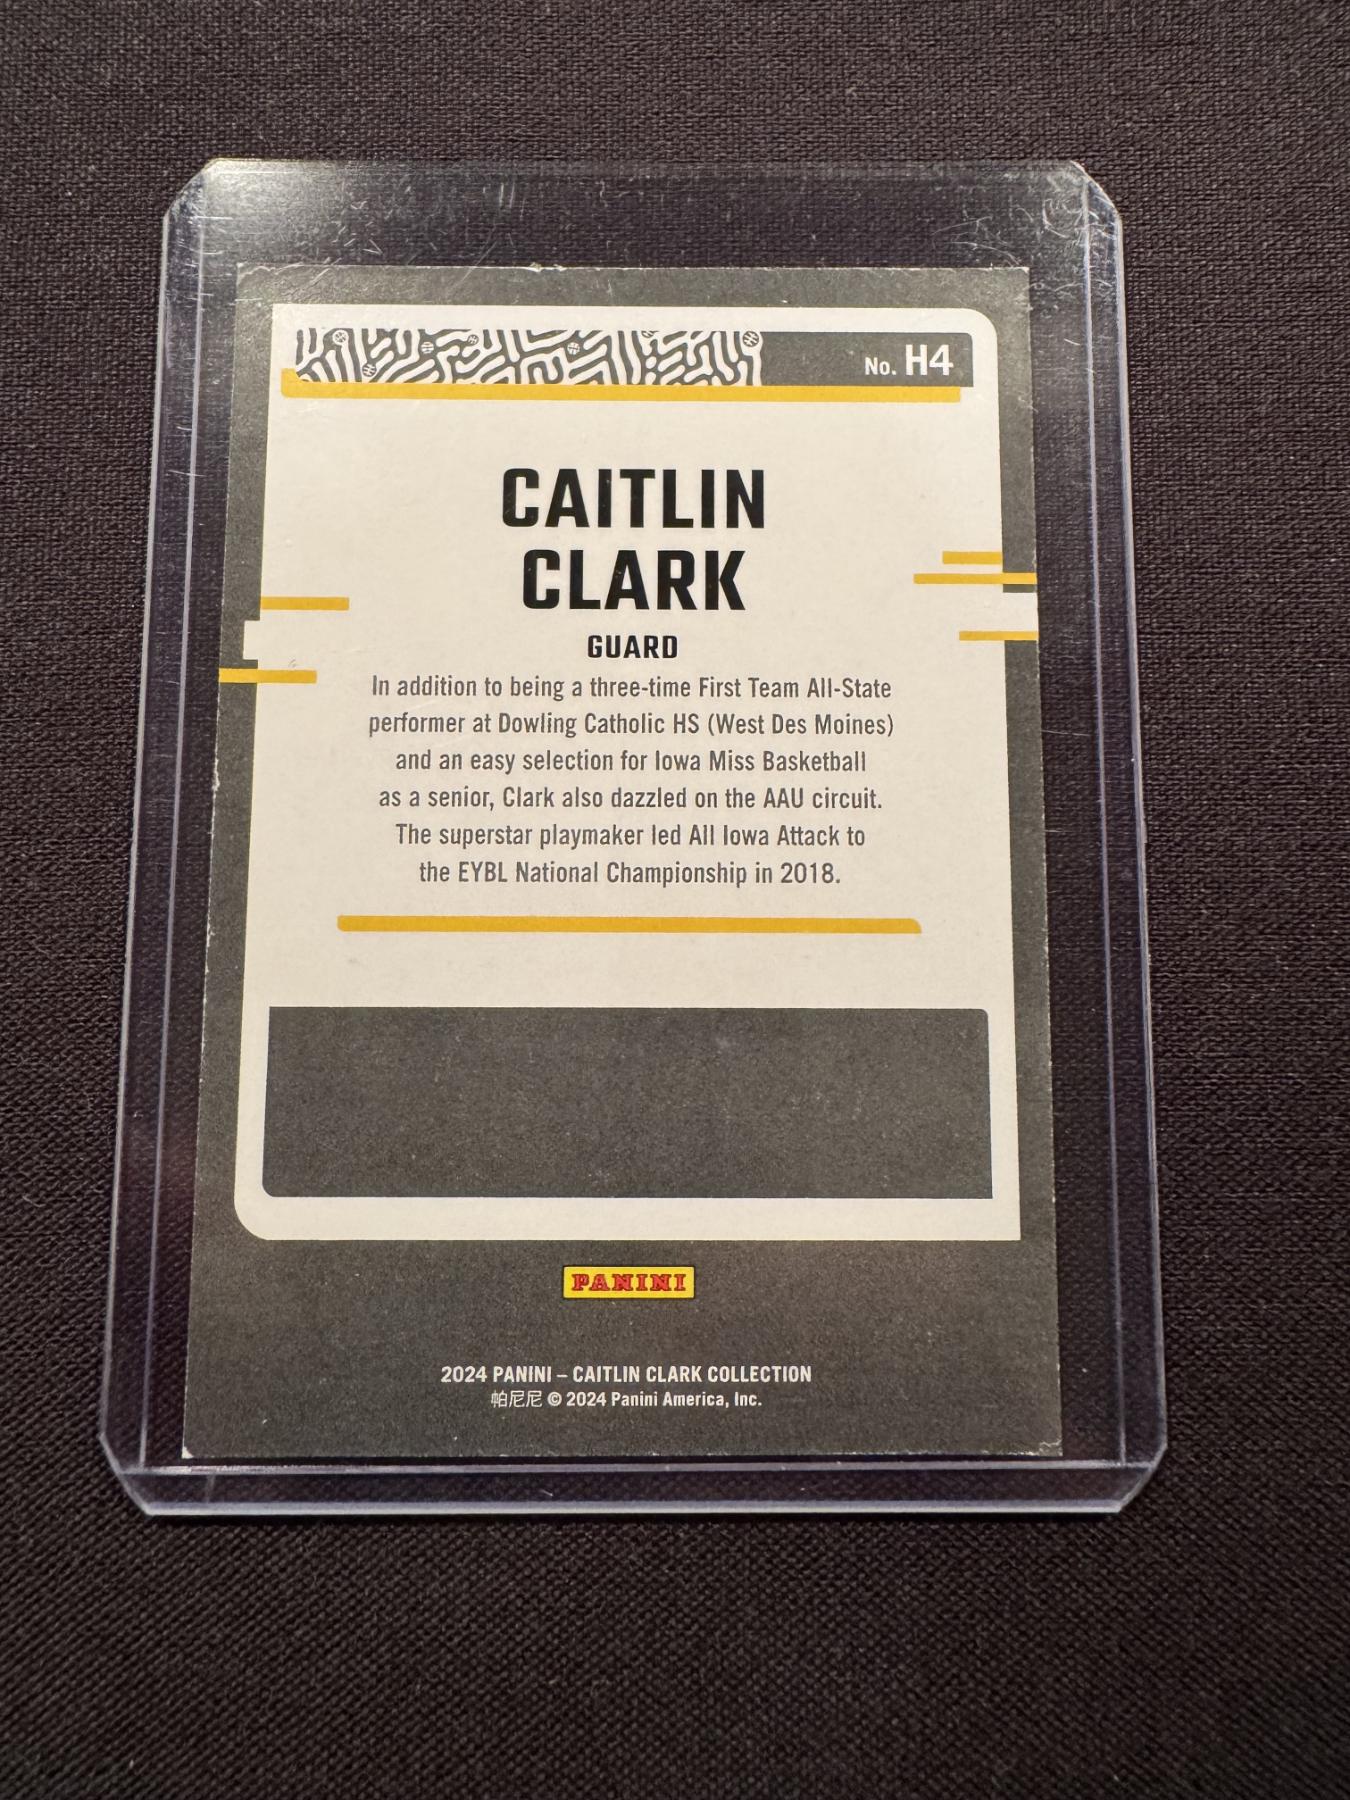 No. H4
CAITLIN
CLARK
GUARD
In addition to being a three-time First Team All-State
performer at Dowling Catholic HS (West Des Moines)
and an easy selection for Iowa Miss Basketball
as a senior, Clark also dazzled on the AAU circuit.
The superstar playmaker led All Iowa Attack to
the EYBL National Championship in 2018.
PANINI
2024 PANINI – CAITLIN CLARK COLLECTION
帕尼尼 © 2024 Panini America, Inc.